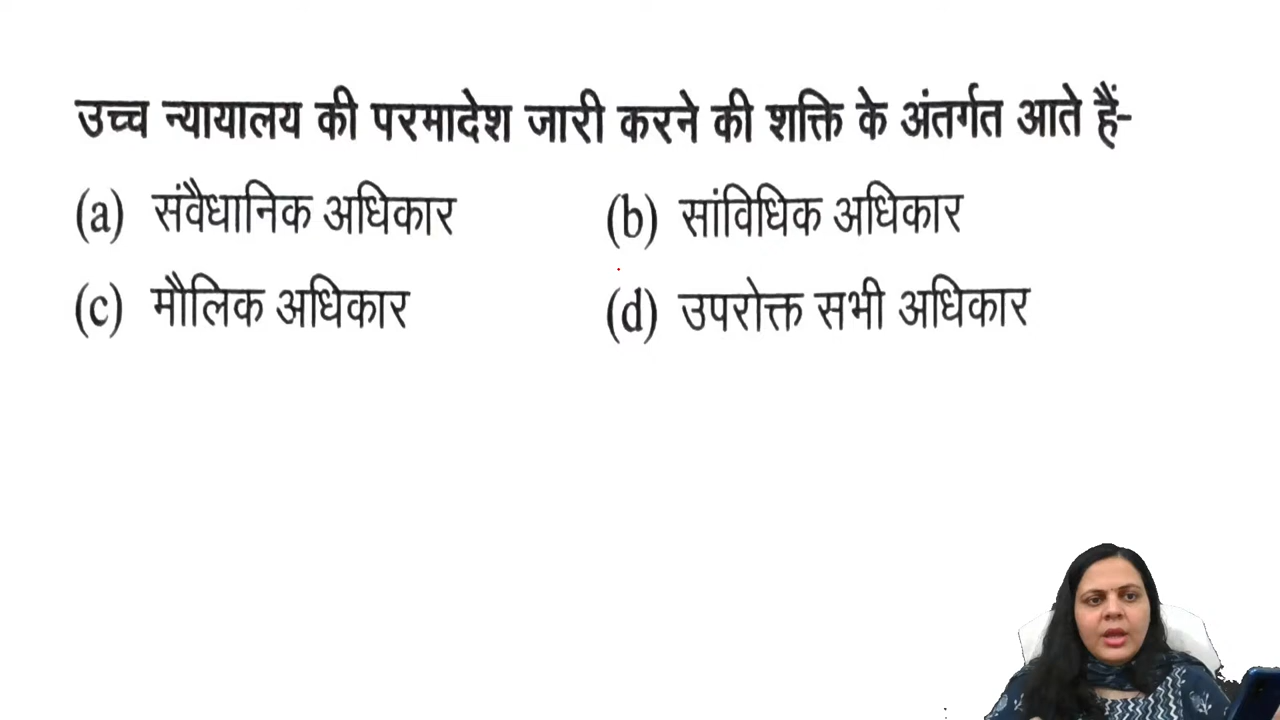 उच्च न्यायालय की परमादेश जारी करने की शक्ति के अंतर्गत आते हैं-
(a) संवैधानिक अधिकार (b) सांविधिक अधिकार
(c) मौलिक अधिकार (d) उपरोक्त सभी अधिकार